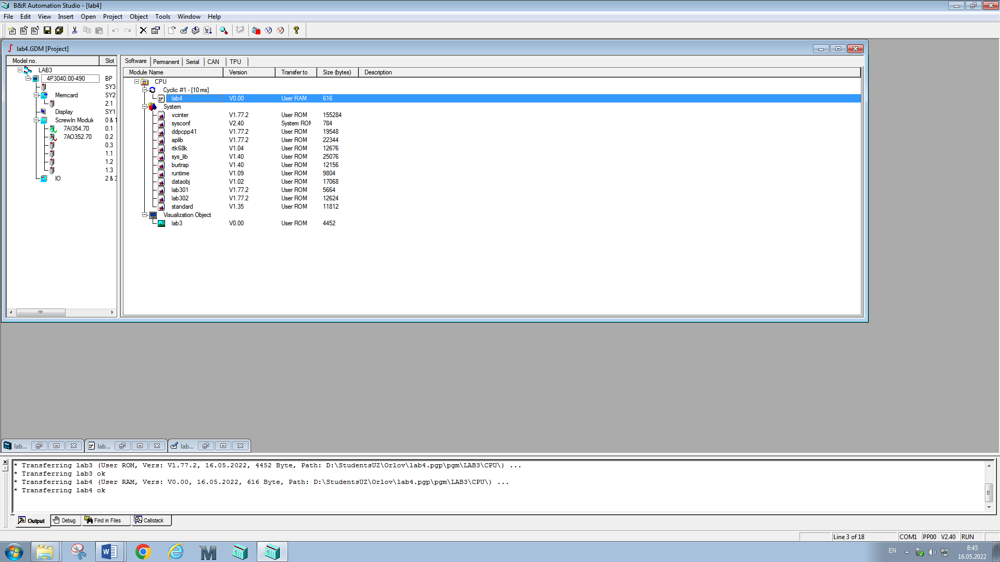 B&R Automation Studio - [lab4]
File Edit View Insert Open Project Object Tools Window Help
lab4.GDM [Project]
Model no. Slot
LAB3
4P3040.00-490 BP
SY3
Memcard SY2
2.1
Display SY1
ScrewIn Module 0 & 1
7AI354.70 0.1
7AO352.70 0.2
0.3
1.1
1.2
1.3
IO 2 & 3
Software Permanent Serial CAN TPU
Module Name Version Transfer to Size (bytes) Description
CPU
Cyclic #1 - [10 ms]
lab4 V0.00 User RAM 616
System
vcinter V1.77.2 User ROM 155284
sysconf V2.40 System ROM 784
ddpcpp41 V1.77.2 User ROM 19548
aplib V1.77.2 User ROM 22344
rtk68k V1.04 User ROM 12676
sys_lib V1.40 User ROM 25076
burtrap V1.40 User ROM 12156
runtime V1.09 User ROM 9804
dataobj V1.02 User ROM 17068
lab301 V1.77.2 User ROM 5664
lab302 V1.77.2 User ROM 12624
standard V1.35 User ROM 11812
Visualization Object
lab3 V0.00 User ROM 4452
lab... lab... lab...
* Transferring lab3 (User ROM, Vers: V1.77.2, 16.05.2022, 4452 Byte, Path: D:\StudentsUZ\Orlov\lab4.pgp\pgm\LAB3\CPU\) ...
* Transferring lab3 ok
* Transferring lab4 (User RAM, Vers: V0.00, 16.05.2022, 616 Byte, Path: D:\StudentsUZ\Orlov\lab4.pgp\pgm\LAB3\CPU\) ...
* Transferring lab4 ok
Output Debug Find in Files Callstack
Line 3 of 18 COM1 PP00 V2.40 RUN
EN 8:45
16.05.2022